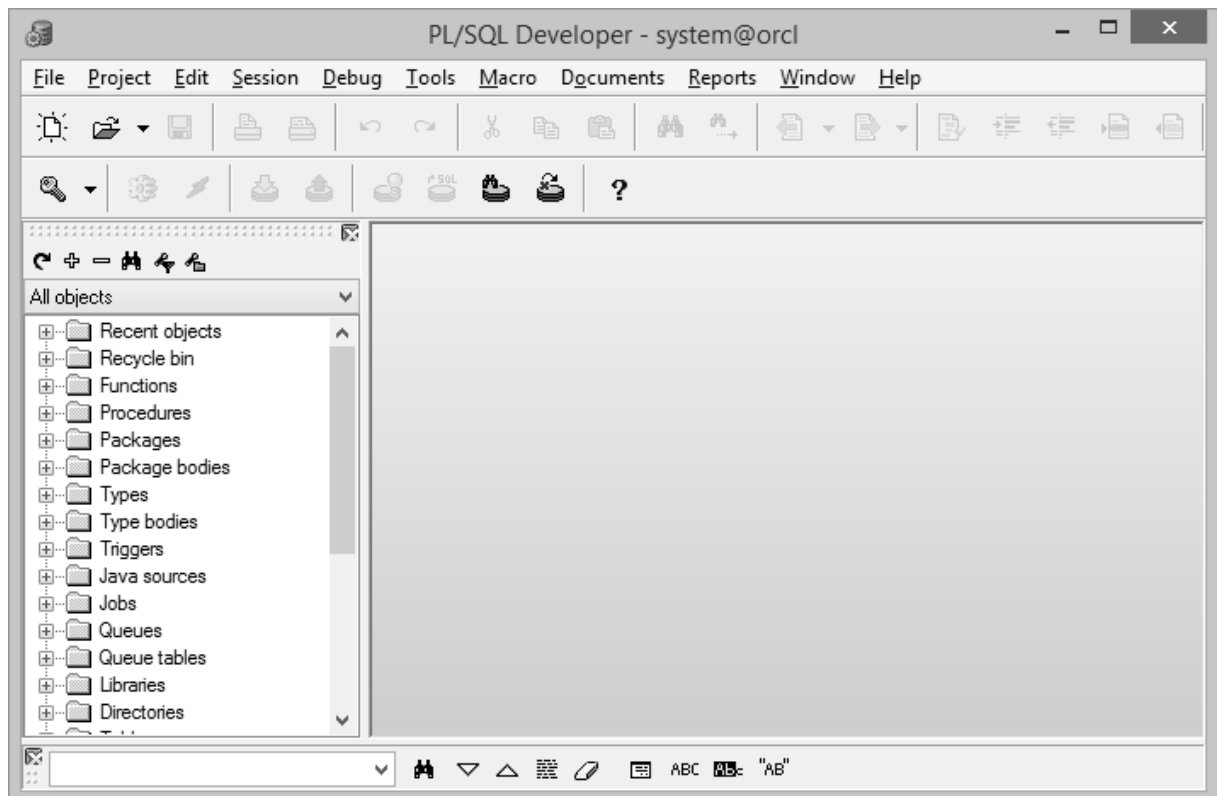 PL/SQL Developer - system@orcl
File Project Edit Session Debug Tools Macro Documents Reports Window Help
SQL
?
All objects
Recent objects
Recycle bin
Functions
Procedures
Packages
Package bodies
Types
Type bodies
Triggers
Java sources
Jobs
Queues
Queue tables
Libraries
Directories
ABC ABc "AB"